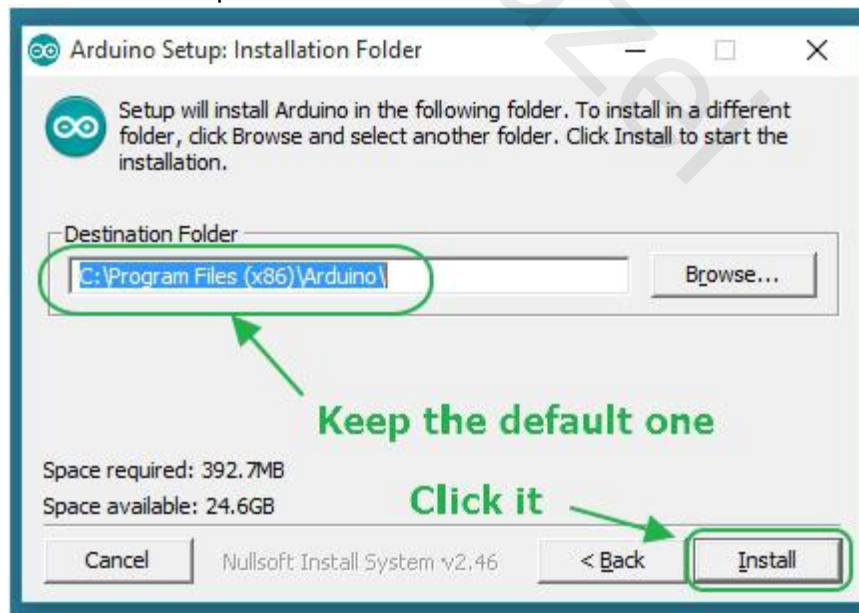 Arduino Setup: Installation Folder
Setup will install Arduino in the following folder. To install in a different
folder, click Browse and select another folder. Click Install to start the
installation.
Destination Folder
C:\Program Files (x86)\Arduino\
Browse...
Keep the default one
Space required: 392.7MB
Space available: 24.6GB
Click it
Cancel
Nullsoft Install System v2.46
< Back
Install